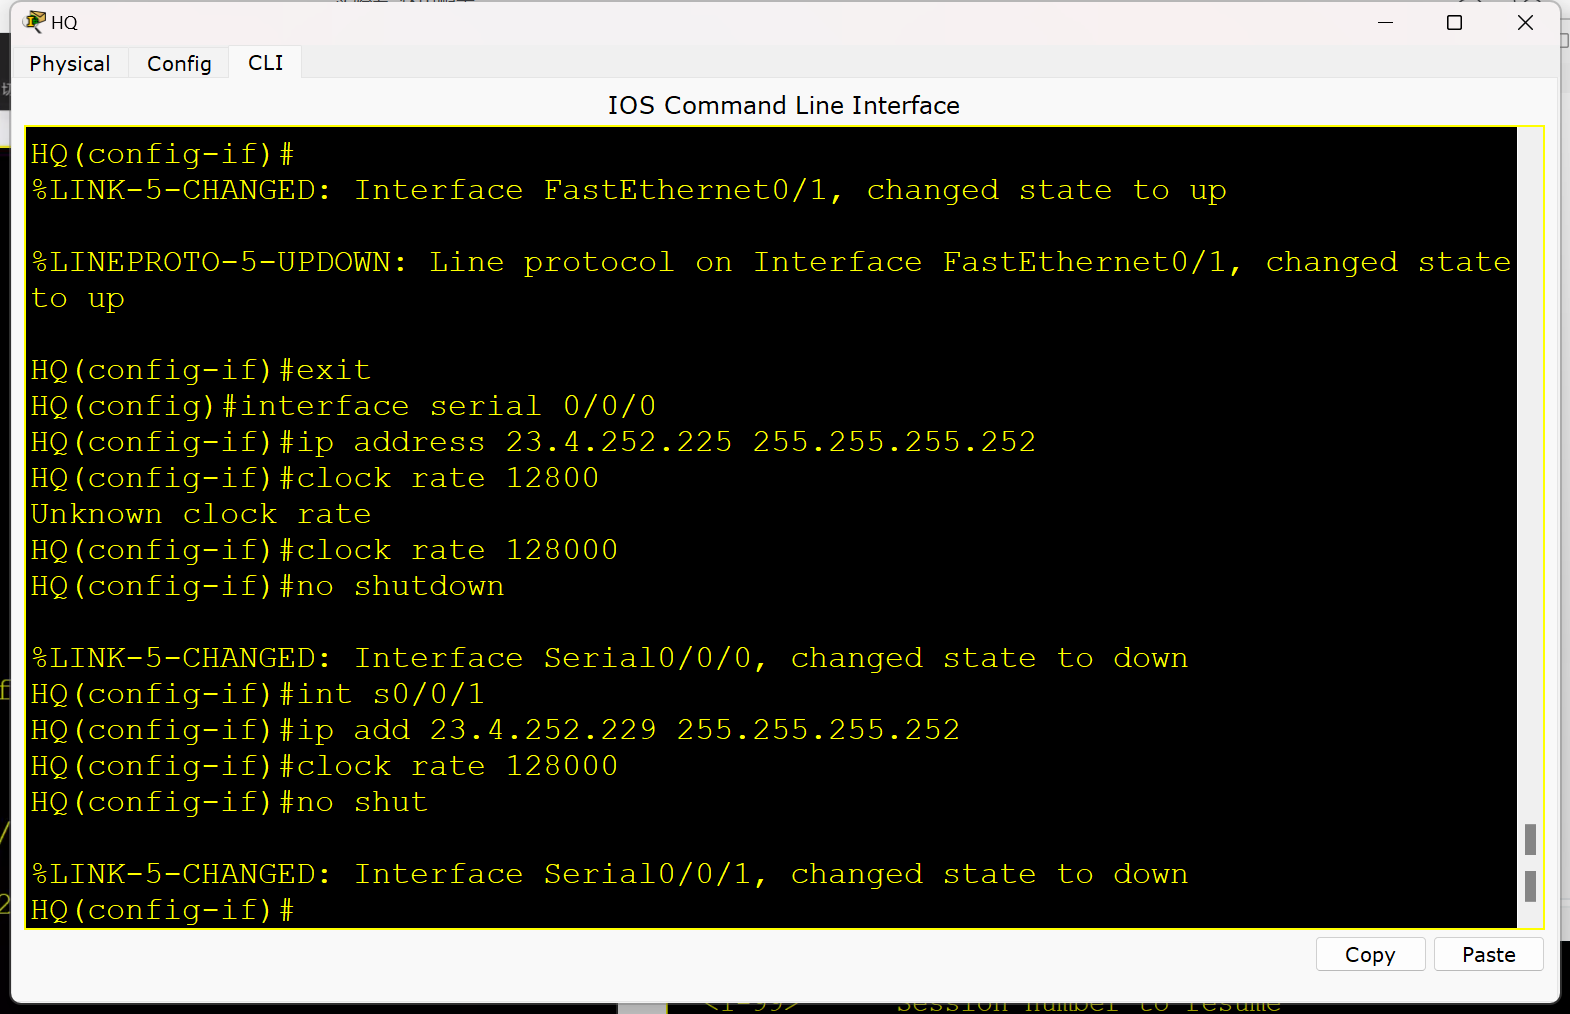 HQ
Physical Config CLI
IOS Command Line Interface
HQ(config-if)#
%LINK-5-CHANGED: Interface FastEthernet0/1, changed state to up
%LINEPROTO-5-UPDOWN: Line protocol on Interface FastEthernet0/1, changed state
to up
HQ(config-if)#exit
HQ(config)#interface serial 0/0/0
HQ(config-if)#ip address 23.4.252.225 255.255.255.252
HQ(config-if)#clock rate 12800
Unknown clock rate
HQ(config-if)#clock rate 128000
HQ(config-if)#no shutdown
%LINK-5-CHANGED: Interface Serial0/0/0, changed state to down
HQ(config-if)#int s0/0/1
HQ(config-if)#ip add 23.4.252.229 255.255.255.252
HQ(config-if)#clock rate 128000
HQ(config-if)#no shut
%LINK-5-CHANGED: Interface Serial0/0/1, changed state to down
HQ(config-if)#
Copy Paste
<1-99> Session number to resume